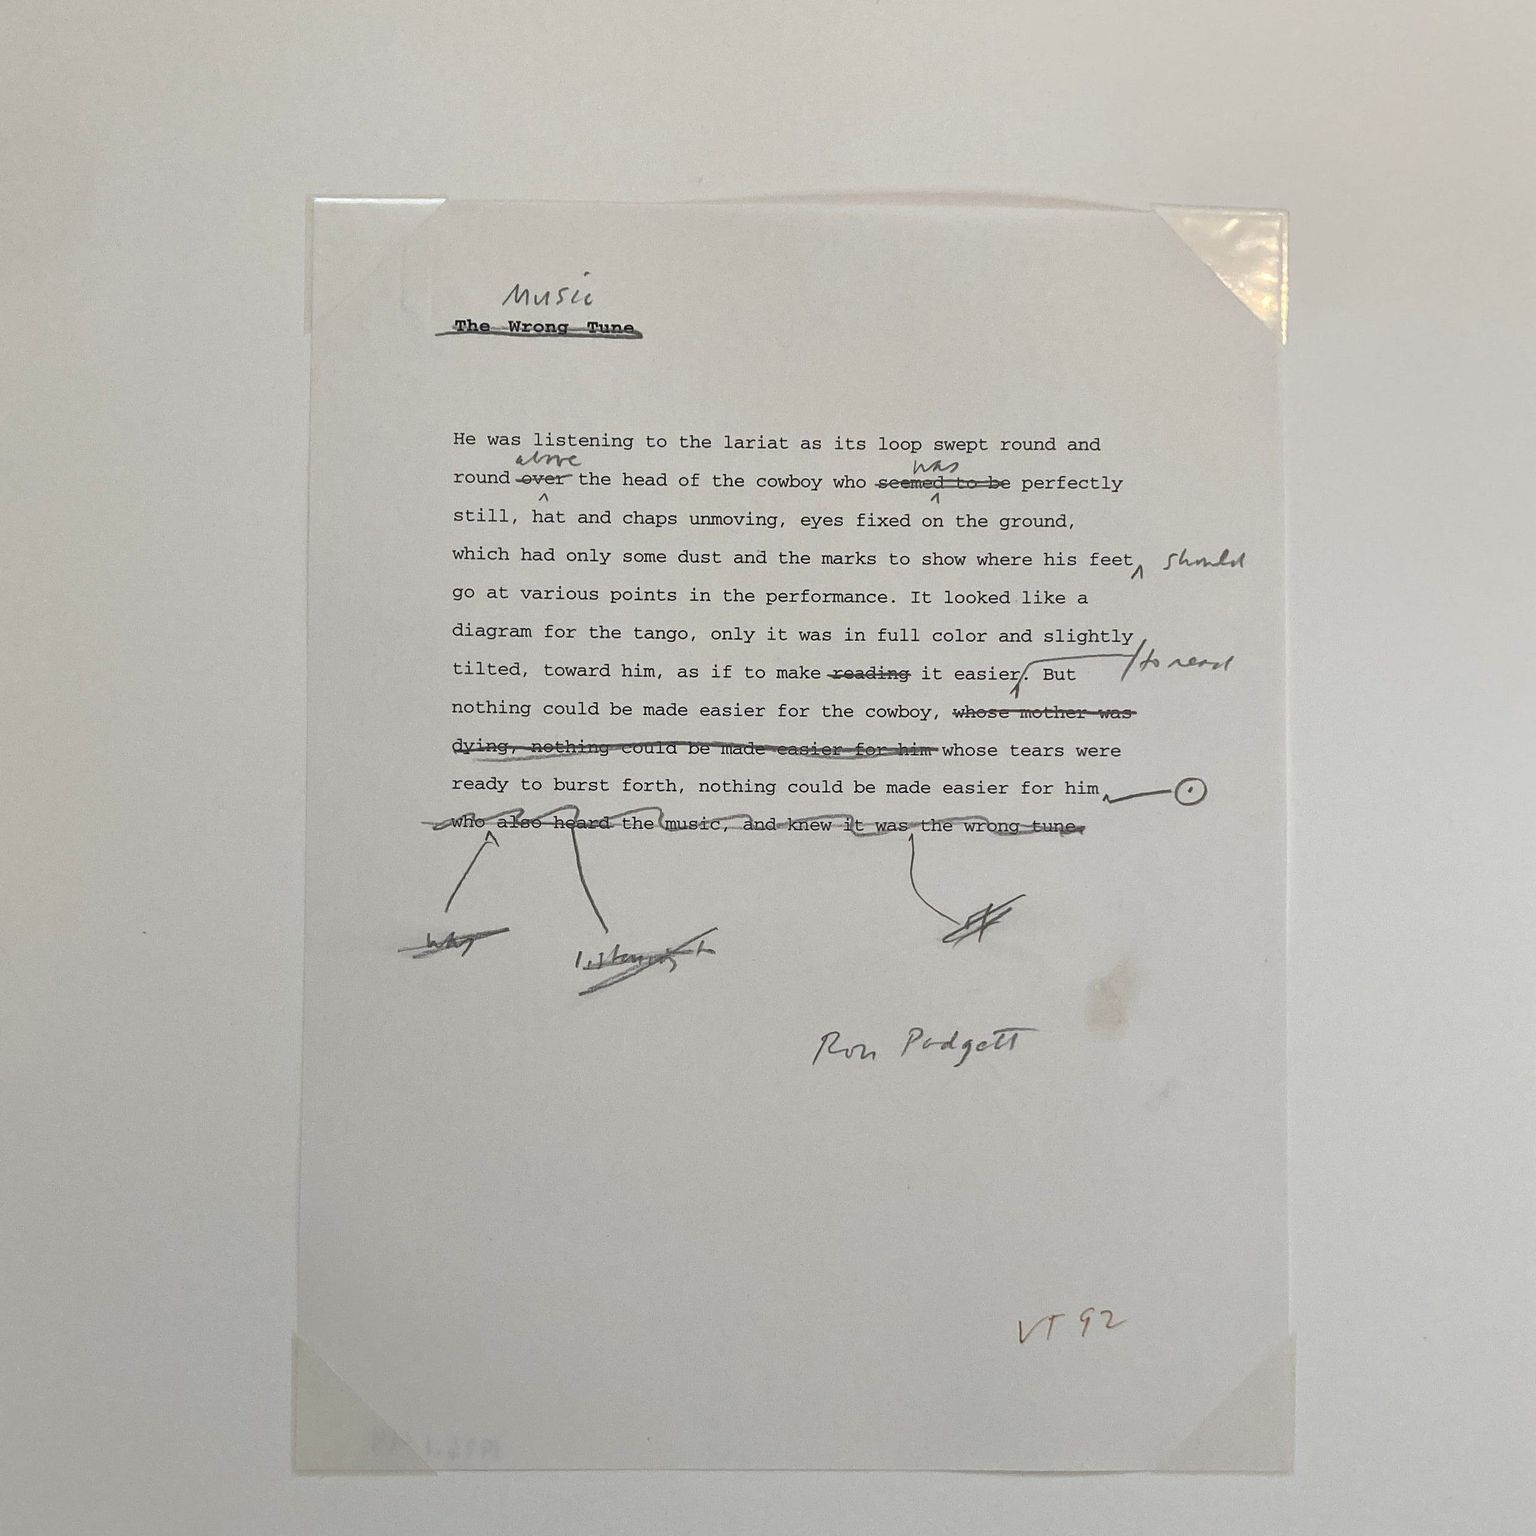 Music
The Wrong Tune
He was listening to the lariat as its loop swept round and
above was
round over the head of the cowboy who seemed to be perfectly
still, hat and chaps unmoving, eyes fixed on the ground,
which had only some dust and the marks to show where his feet should
go at various points in the performance. It looked like a
diagram for the tango, only it was in full color and slightly
tilted, toward him, as if to make reading it easier. But to read
nothing could be made easier for the cowboy, whose mother was
dying, nothing could be made easier for him whose tears were
ready to burst forth, nothing could be made easier for him
who also heard the music, and knew it was the wrong tune.
listening to
Ron Padgett
VT 92